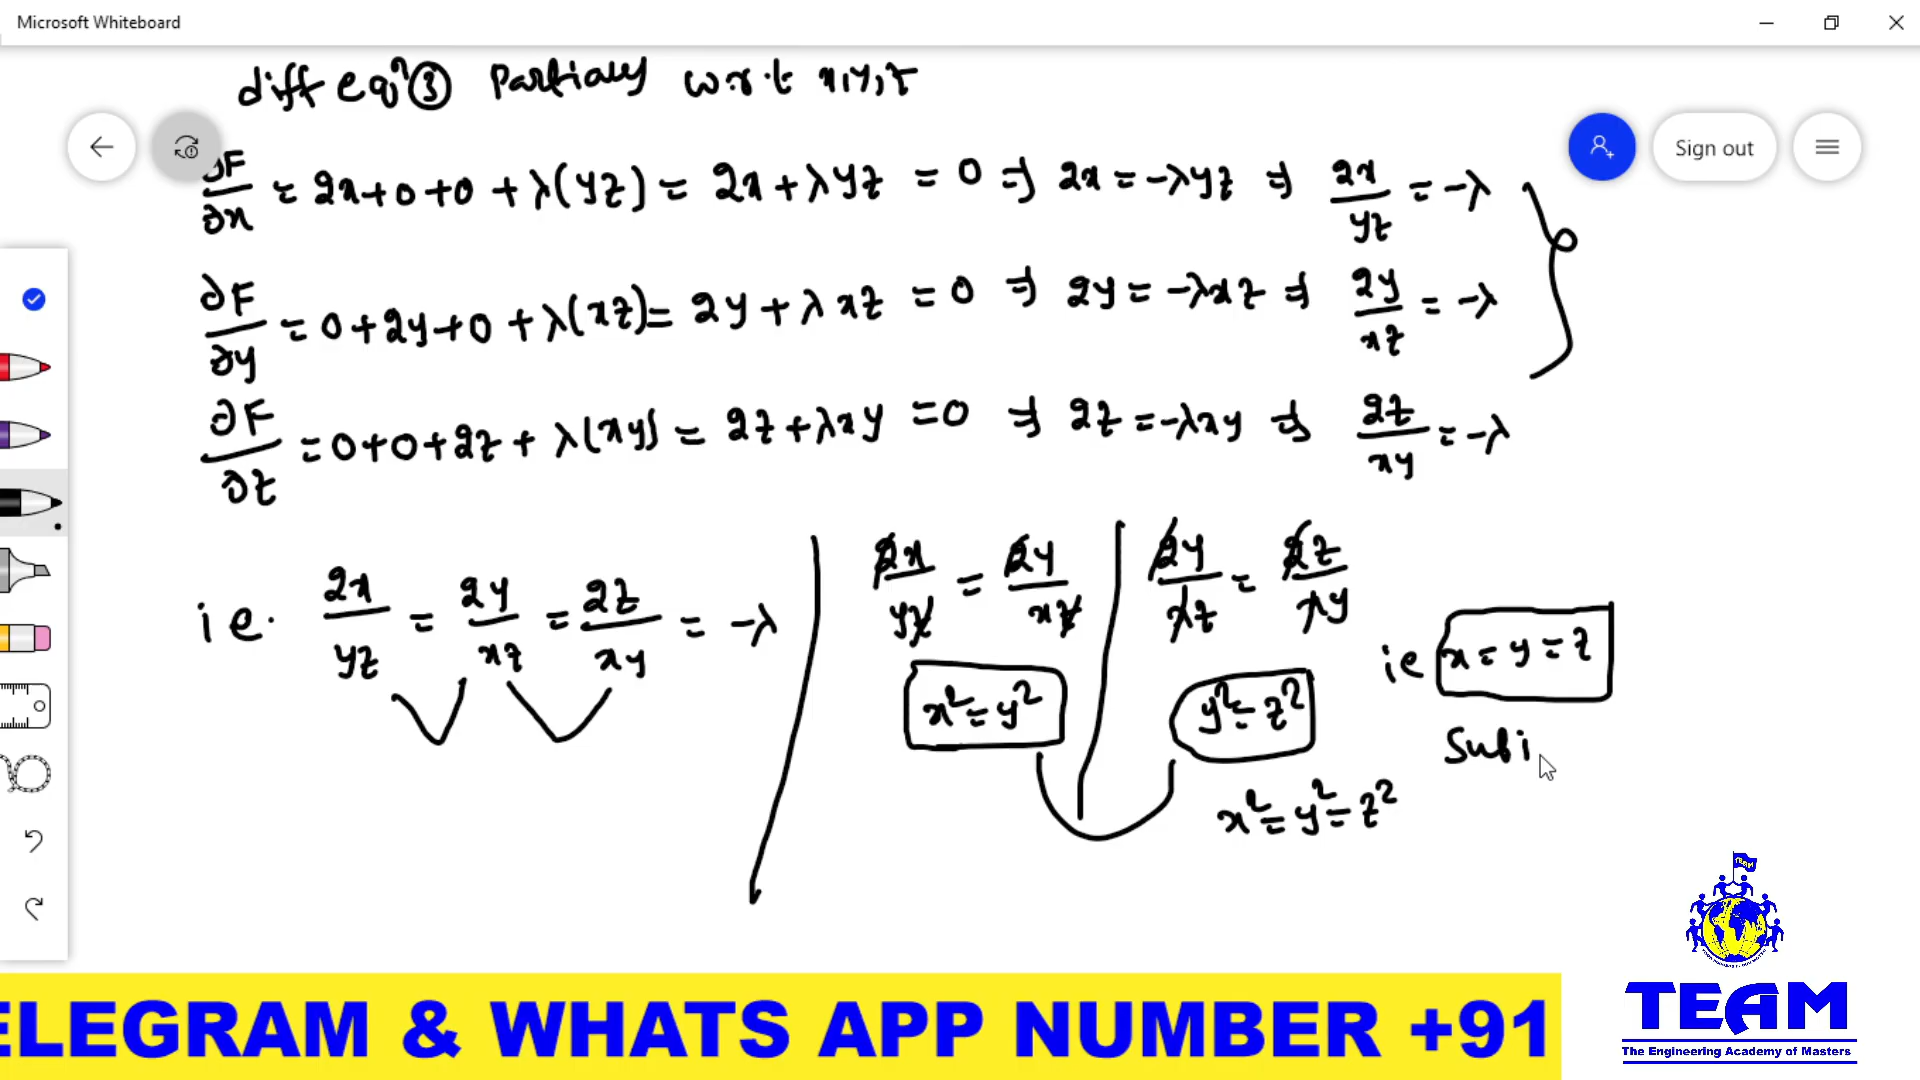 Microsoft Whiteboard
diff eqⁿ ③ Partialy w.r.t x,y,z
Sign out
∂F/∂x = 2x+0+0+λ(yz) = 2x+λyz = 0 ⇒ 2x = -λyz ⇒ 2x/yz = -λ
∂F/∂y = 0+2y+0+λ(xz) = 2y+λxz = 0 ⇒ 2y = -λxz ⇒ 2y/xz = -λ
∂F/∂z = 0+0+2z+λ(xy) = 2z+λxy = 0 ⇒ 2z = -λxy ⇒ 2z/xy = -λ
ie. 2x/yz = 2y/xz = 2z/xy = -λ
2x/yz = 2y/xz
x² = y²
2y/xz = 2z/xy
y² = z²
x² = y² = z²
ie x = y = z
Subi
ELEGRAM & WHATS APP NUMBER +91
TEAM
The Engineering Academy of Masters